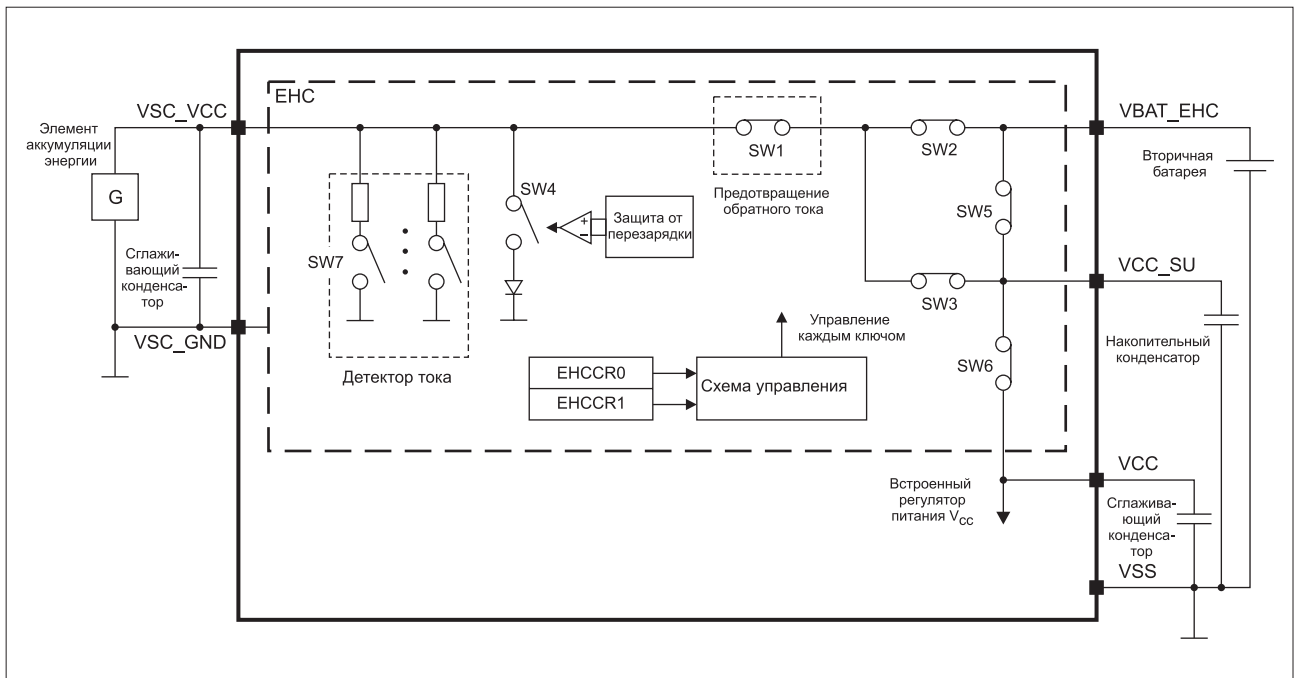 EHC
VSC_VCC
Элемент
аккумуляции
энергии
G
Сглажи-
вающий
конденса-
тор
VSC_GND
SW7
Детектор тока
SW4
+
–
Защита от
перезарядки
SW1
Предотвращение
обратного тока
SW2
SW5
SW3
SW6
Управление
каждым ключом
EHCCR0
EHCCR1
Схема управления
Встроенный
регулятор
питания VCC
VBAT_EHC
Вторичная
батарея
VCC_SU
Накопительный
конденсатор
VCC
Сглажива-
ющий
конденса-
тор
VSS